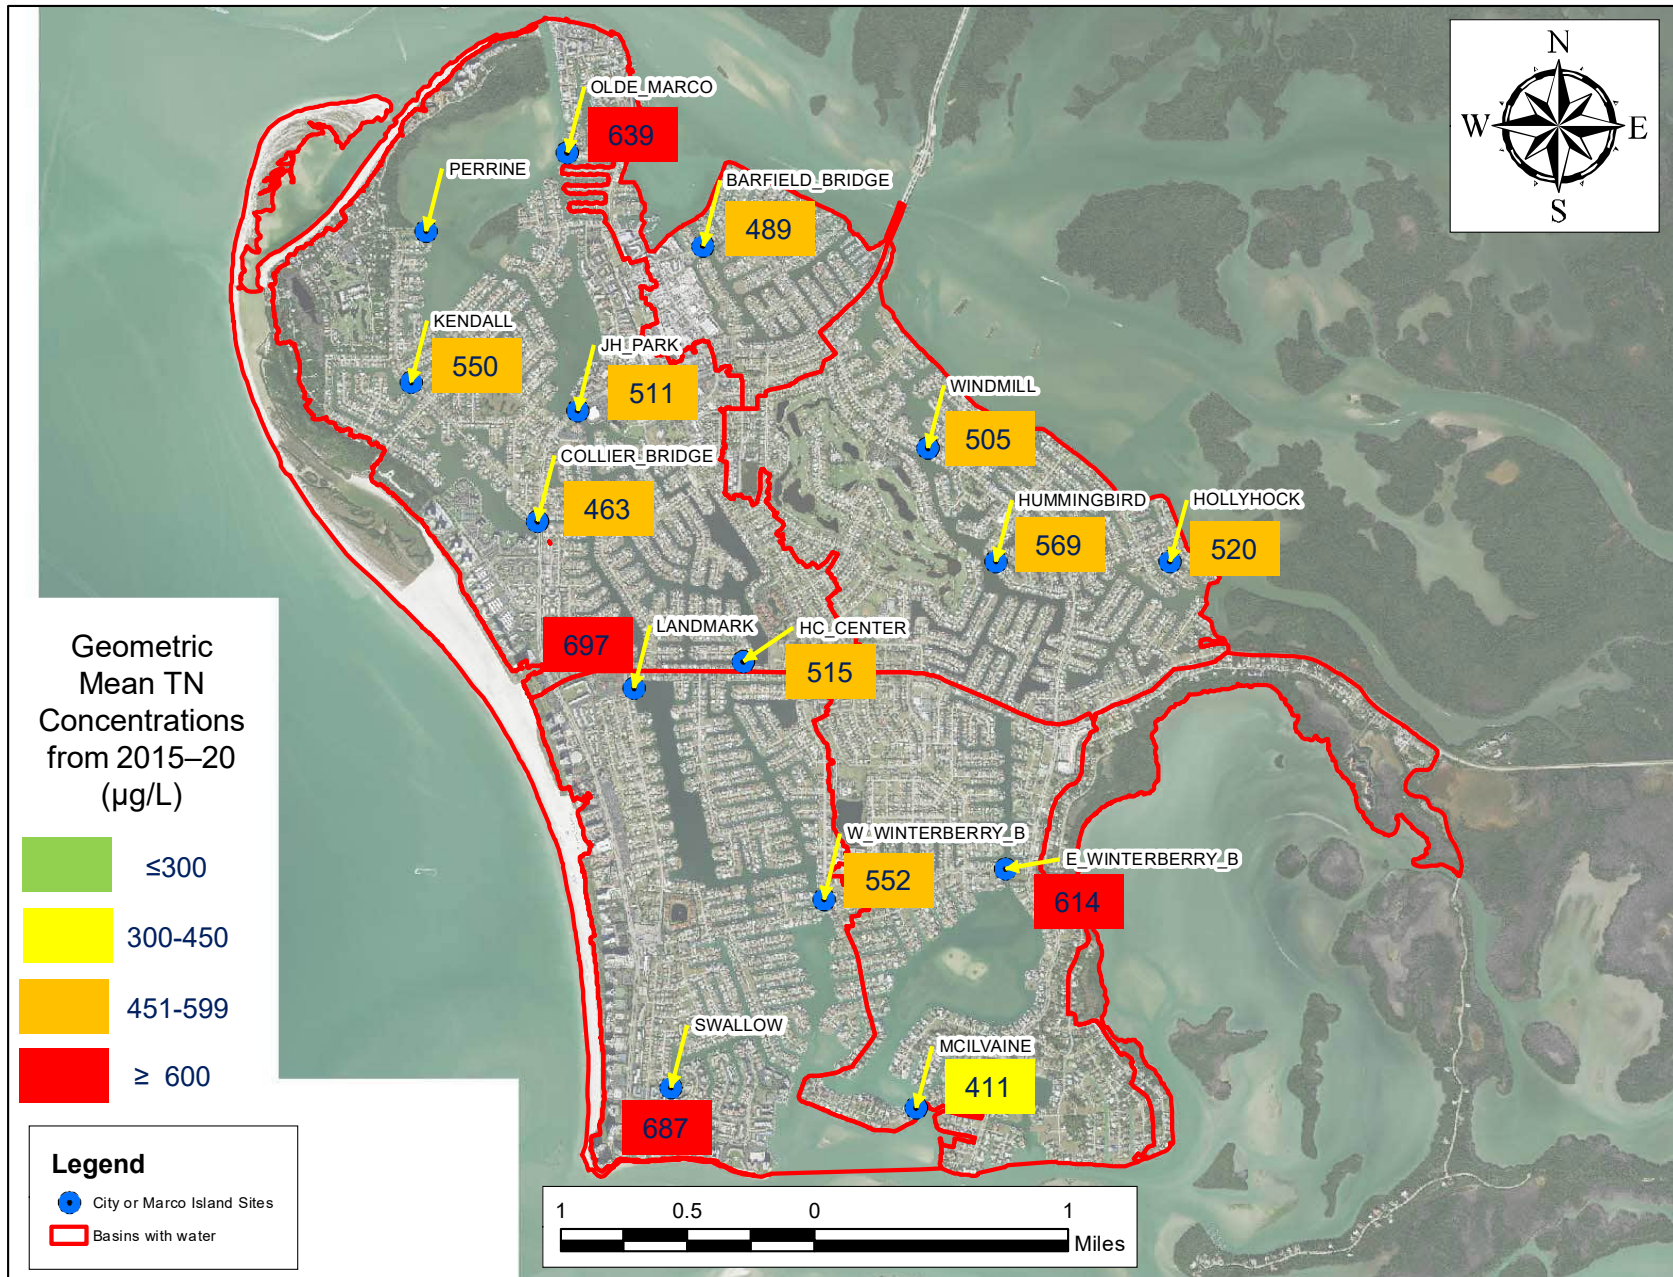 N
W
E
S
OLDE_MARCO
639
PERRINE
BARFIELD_BRIDGE
489
KENDALL
550
JH_PARK
511
WINDMILL
505
COLLIER_BRIDGE
463
HUMMINGBIRD
569
HOLLYHOCK
520
LANDMARK
697
HC_CENTER
515
W_WINTERBERRY_B
552
E_WINTERBERRY_B
614
SWALLOW
687
MCILVAINE
411
Geometric
Mean TN
Concentrations
from 2015–20
(µg/L)
≤300
300-450
451-599
≥ 600
Legend
City or Marco Island Sites
Basins with water
1 0.5 0 1
Miles